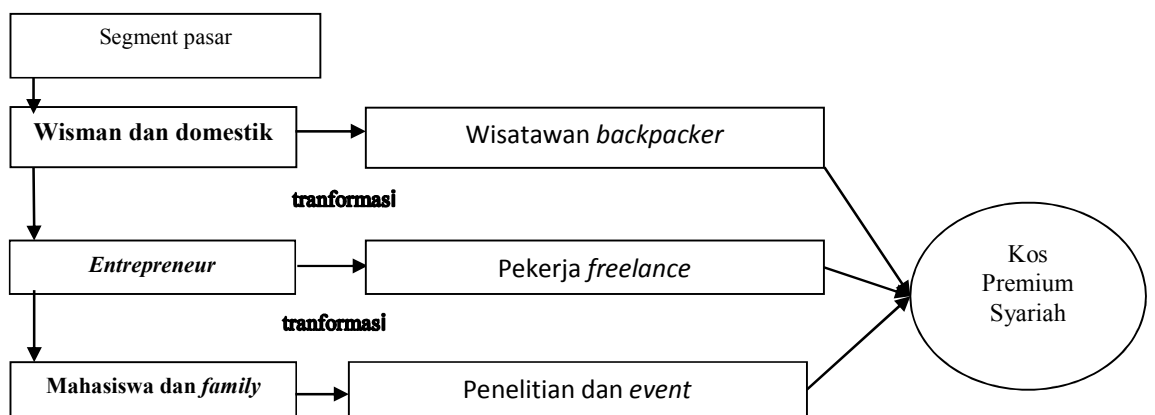 Segment pasar
Wisman dan domestik
Wisatawan backpacker
tranformasi
Entrepreneur
Pekerja freelance
tranformasi
Mahasiswa dan family
Penelitian dan event
Kos
Premium
Syariah